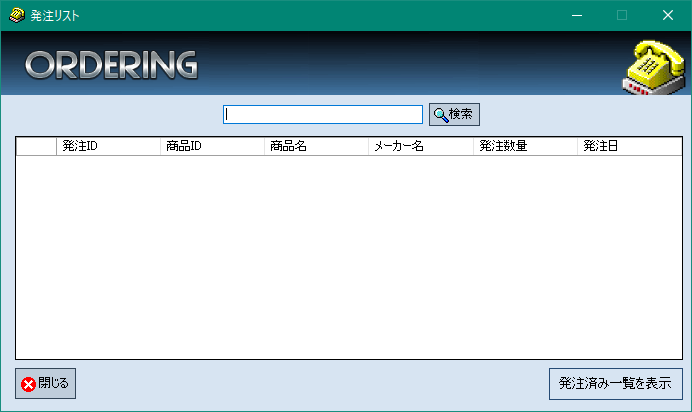 発注リスト
ORDERING
検索
発注ID 商品ID 商品名 メーカー名 発注数量 発注日
閉じる 発注済み一覧を表示